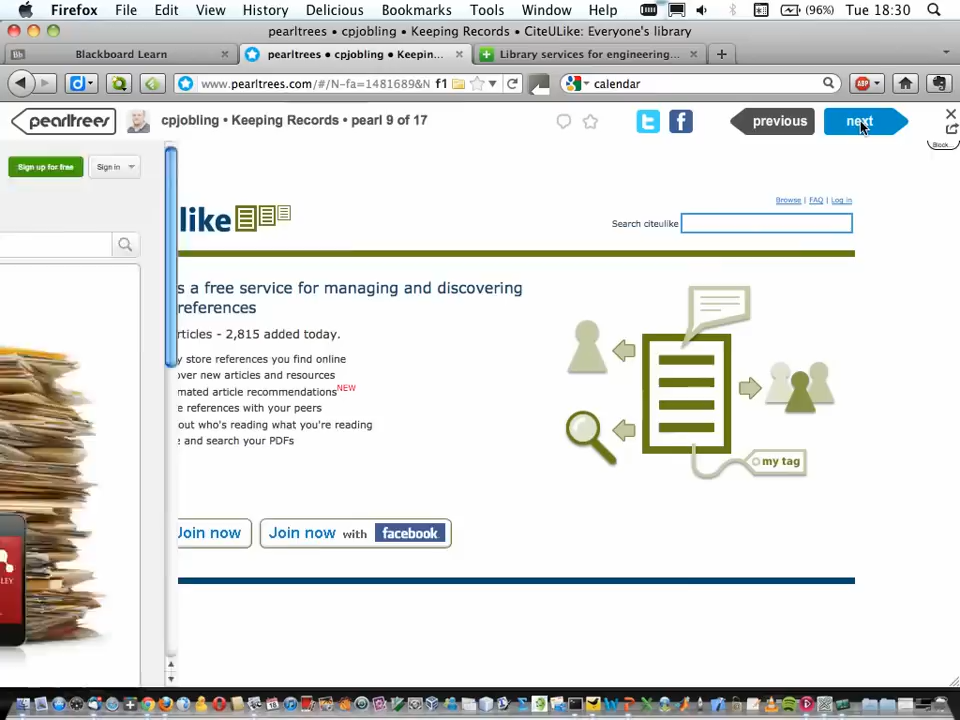 Firefox File Edit View History Delicious Bookmarks Tools Window Help (96%) Tue 18:30
pearltrees • cpjobling • Keeping Records • CiteULike: Everyone's library
Bb Blackboard Learn
pearltrees • cpjobling • Keepin...
Library services for engineering...
www.pearltrees.com/#/N-fa=1481689&N f1
calendar
ABP
pearltrees
cpjobling • Keeping Records • pearl 9 of 17
previous
next
Block...
Sign up for free
Sign in
Browse | FAQ | Log in
like
Search citeulike
s a free service for managing and discovering
references
rticles - 2,815 added today.
y store references you find online
over new articles and resources
mated article recommendationsNEW
e references with your peers
out who's reading what you're reading
e and search your PDFs
my tag
Join now
Join now with facebook